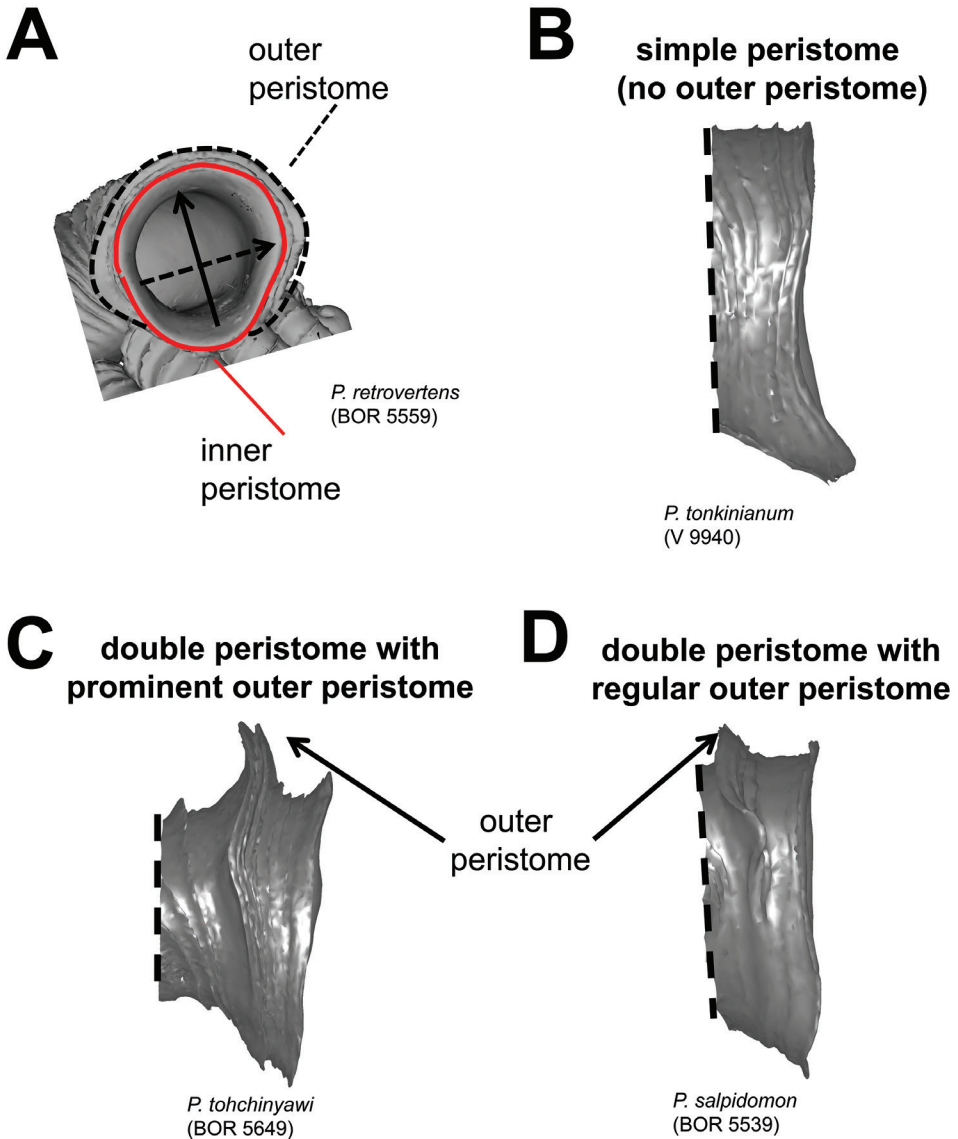 A
outer
peristome
P. retrovertens
(BOR 5559)
inner
peristome
B
simple peristome
(no outer peristome)
P. tonkinianum
(V 9940)
C
double peristome with
prominent outer peristome
D
double peristome with
regular outer peristome
outer
peristome
P. tohchinyawi
(BOR 5649)
P. salpidomon
(BOR 5539)